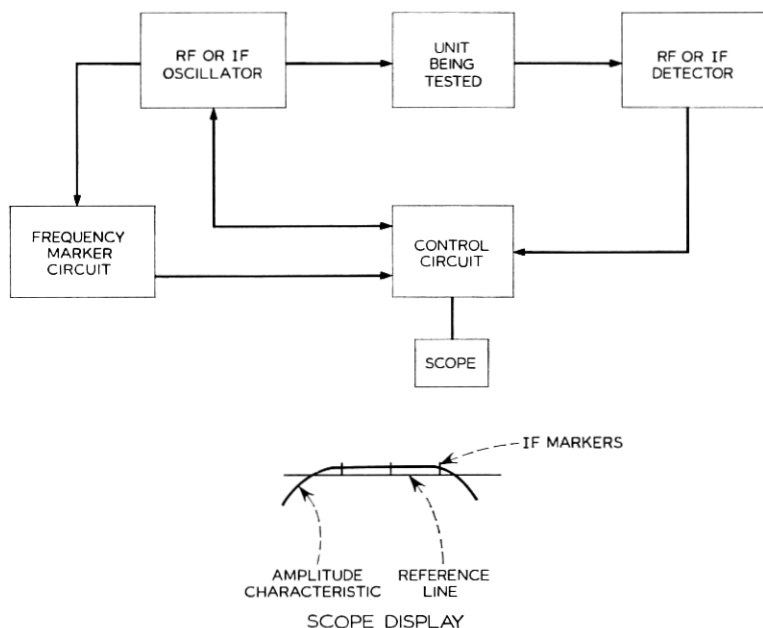 RF OR IF
OSCILLATOR
UNIT
BEING
TESTED
RF OR IF
DETECTOR
FREQUENCY
MARKER
CIRCUIT
CONTROL
CIRCUIT
SCOPE
IF MARKERS
AMPLITUDE
CHARACTERISTIC
REFERENCE
LINE
SCOPE DISPLAY